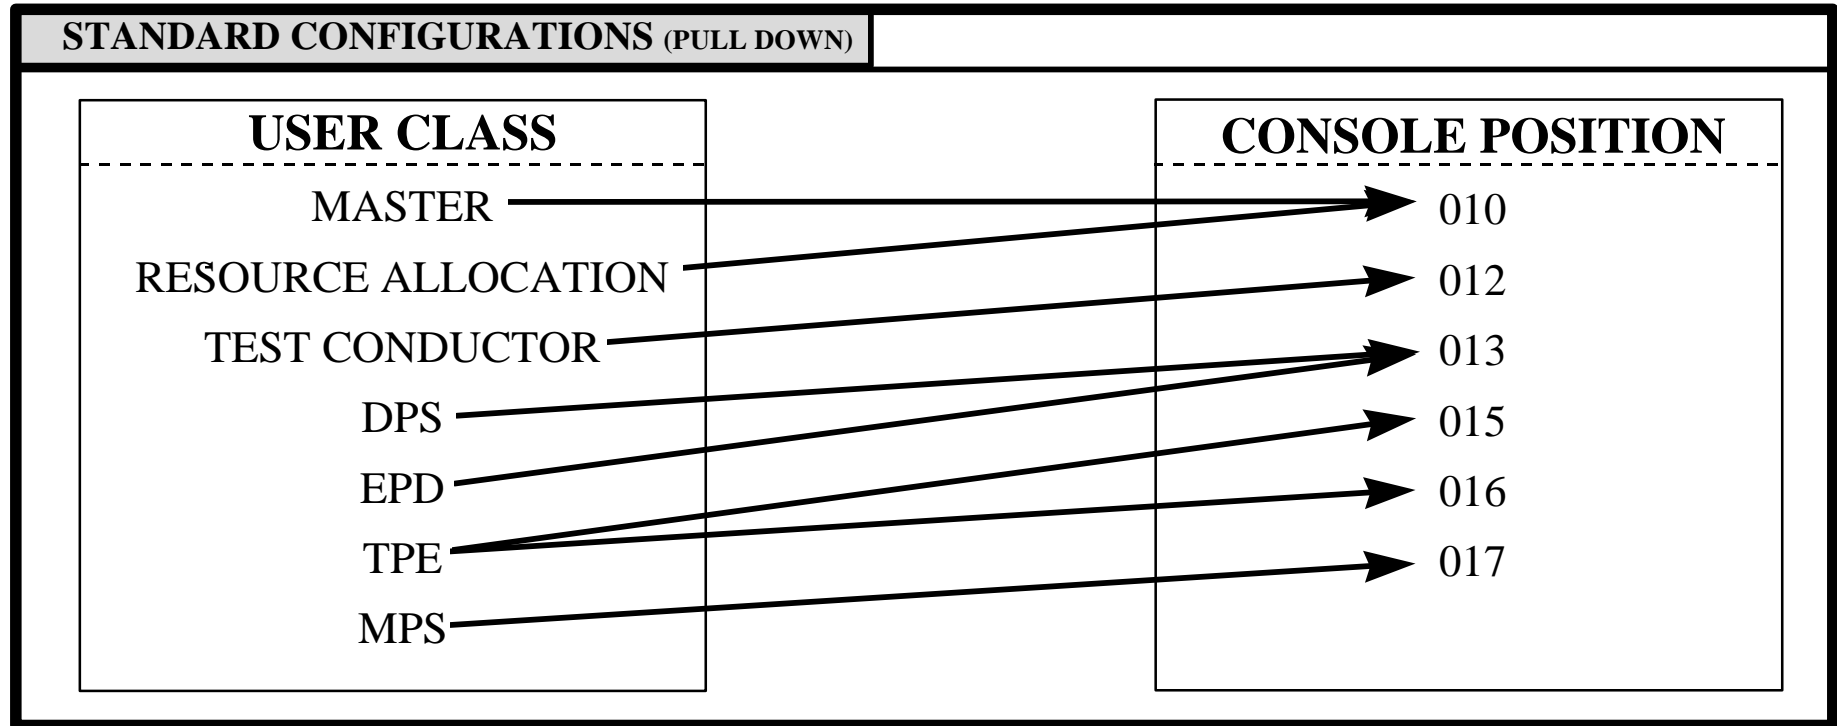 STANDARD CONFIGURATIONS (PULL DOWN)
USER CLASS
MASTER
RESOURCE ALLOCATION
TEST CONDUCTOR
DPS
EPD
TPE
MPS
CONSOLE POSITION
010
012
013
015
016
017